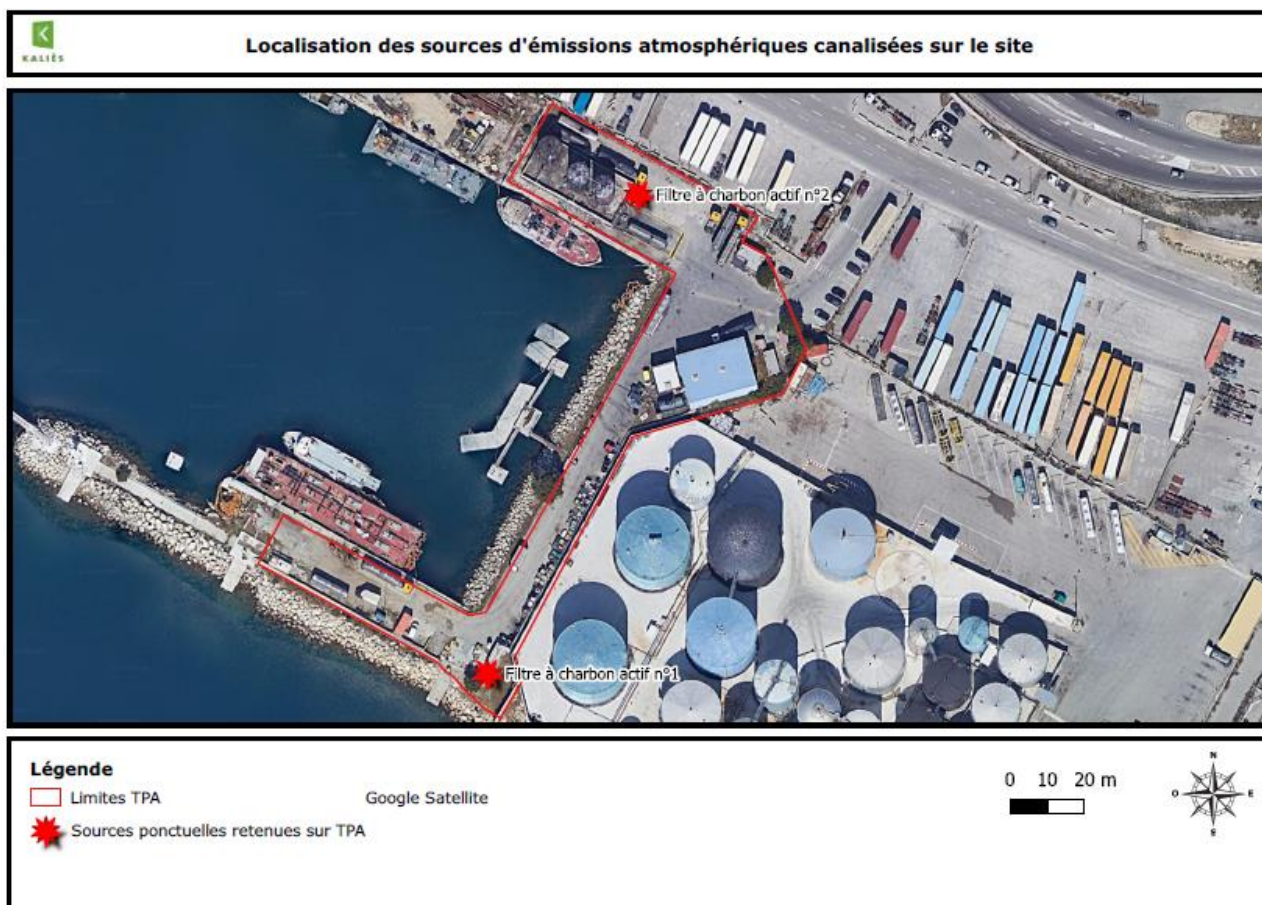 KALIÈS
Localisation des sources d'émissions atmosphériques canalisées sur le site
Filtre à charbon actif n°2
Filtre à charbon actif n°1
Légende
Limites TPA
Google Satellite
Sources ponctuelles retenues sur TPA
0 10 20 m
N
O
E
S